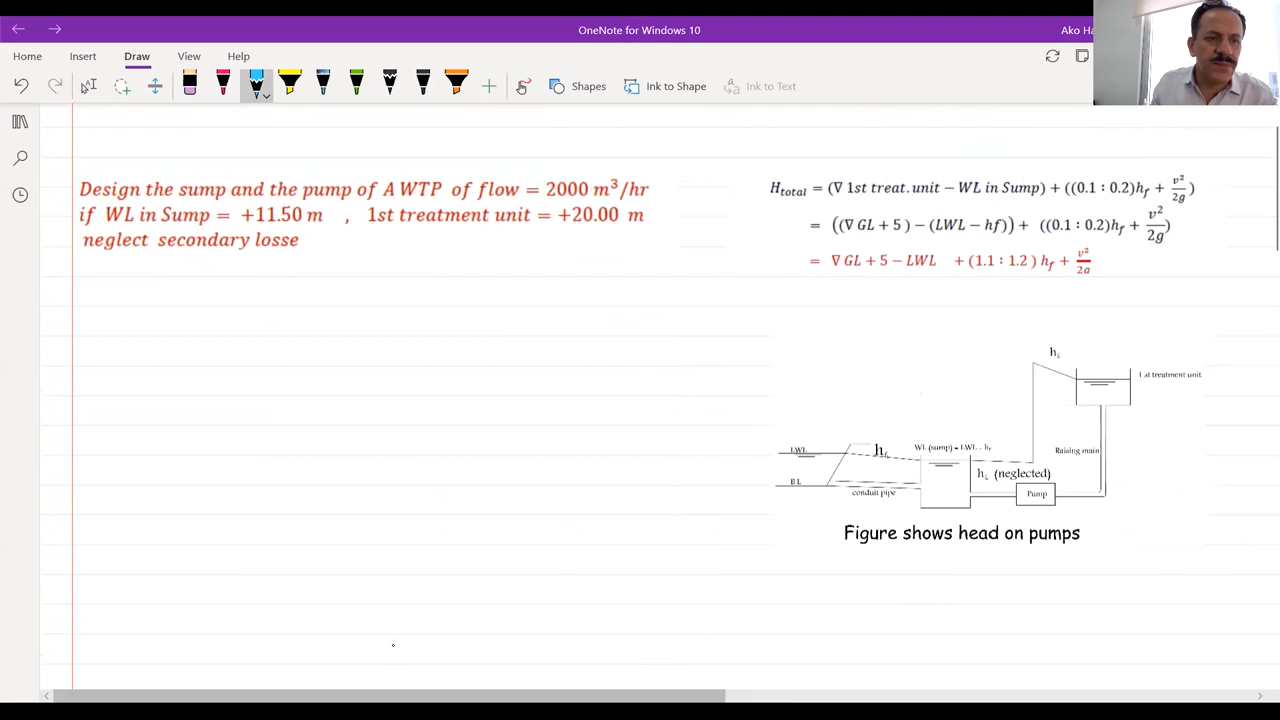 OneNote for Windows 10
Ako Ha
Home Insert Draw View Help
Shapes Ink to Shape Ink to Text
Design the sump and the pump of A WTP of flow = 2000 m³/hr
if WL in Sump = +11.50 m , 1st treatment unit = +20.00 m
neglect secondary losse
H_total = (∇ 1st treat. unit − WL in Sump) + ((0.1 : 0.2)h_f + v²/2g)
= ((∇ GL + 5 ) − (LWL − hf)) + ((0.1 : 0.2)h_f + v²/2g)
= ∇ GL + 5 − LWL + (1.1 : 1.2 ) h_f + v²/2g
1 st treatment unit
LWL
h_f
WL (sump) = LWL − h_f
Raising main
(neglected)
B.L
conduit pipe
Pump
Figure shows head on pumps